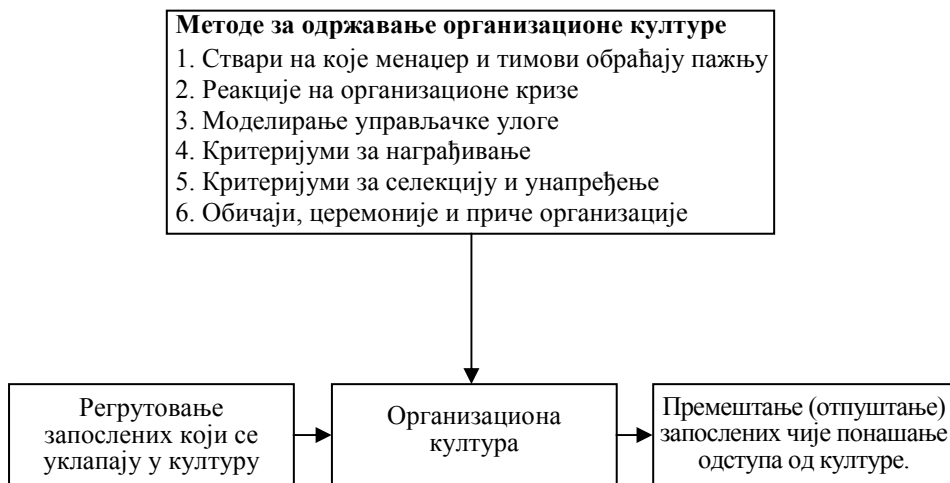 Методе за одржавање организационе културе
1. Ствари на које менаџер и тимови обраћају пажњу
2. Реакције на организационе кризе
3. Моделирање управљачке улоге
4. Критеријуми за награђивање
5. Критеријуми за селекцију и унапређење
6. Обичаји, церемоније и приче организације
Регрутовање
запослених који се
уклапају у културу
Организациона
култура
Премештање (отпуштање)
запослених чије понашање
одступа од културе.